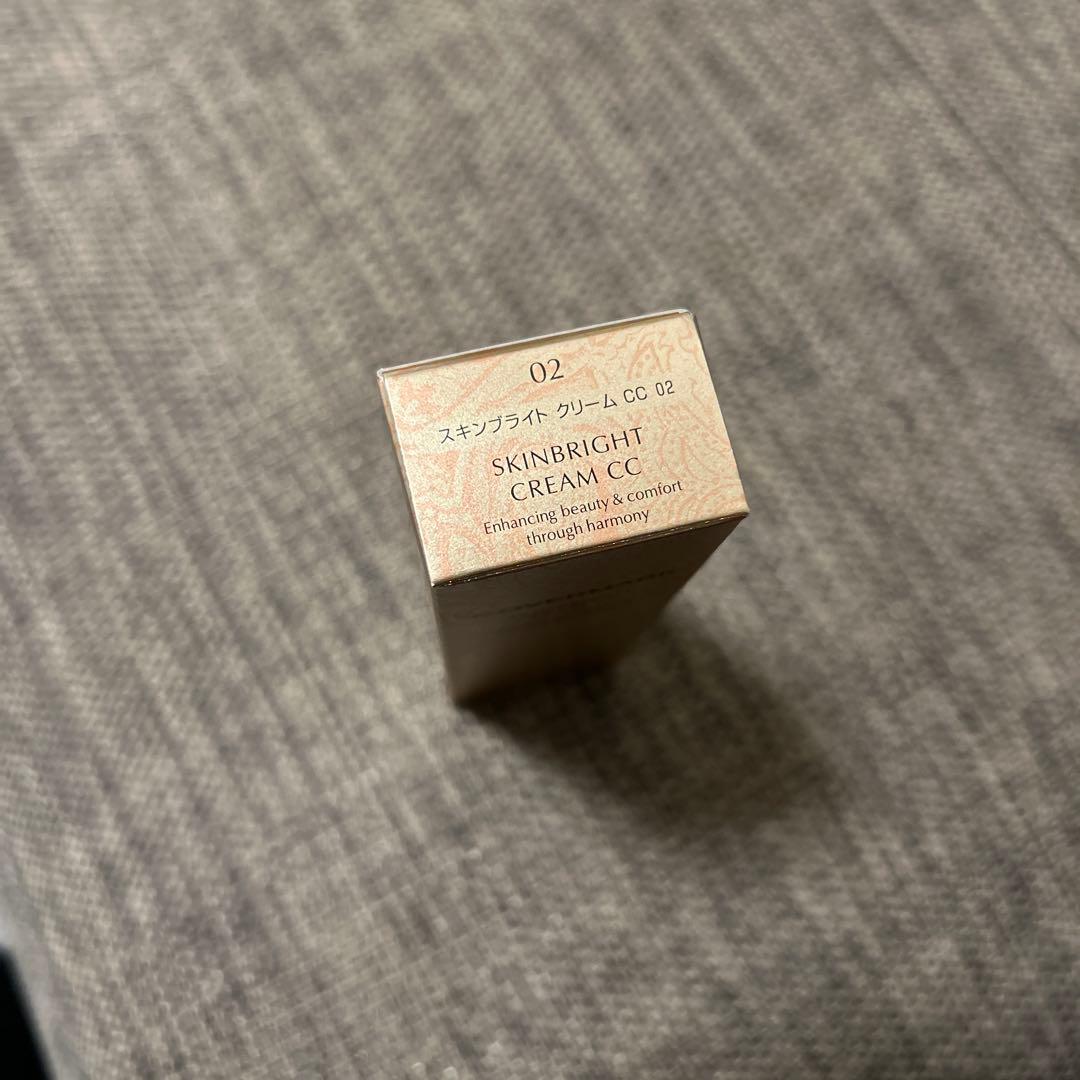 02
スキンブライト クリーム CC 02
SKINBRIGHT
CREAM CC
Enhancing beauty & comfort
through harmony
COVERMARK